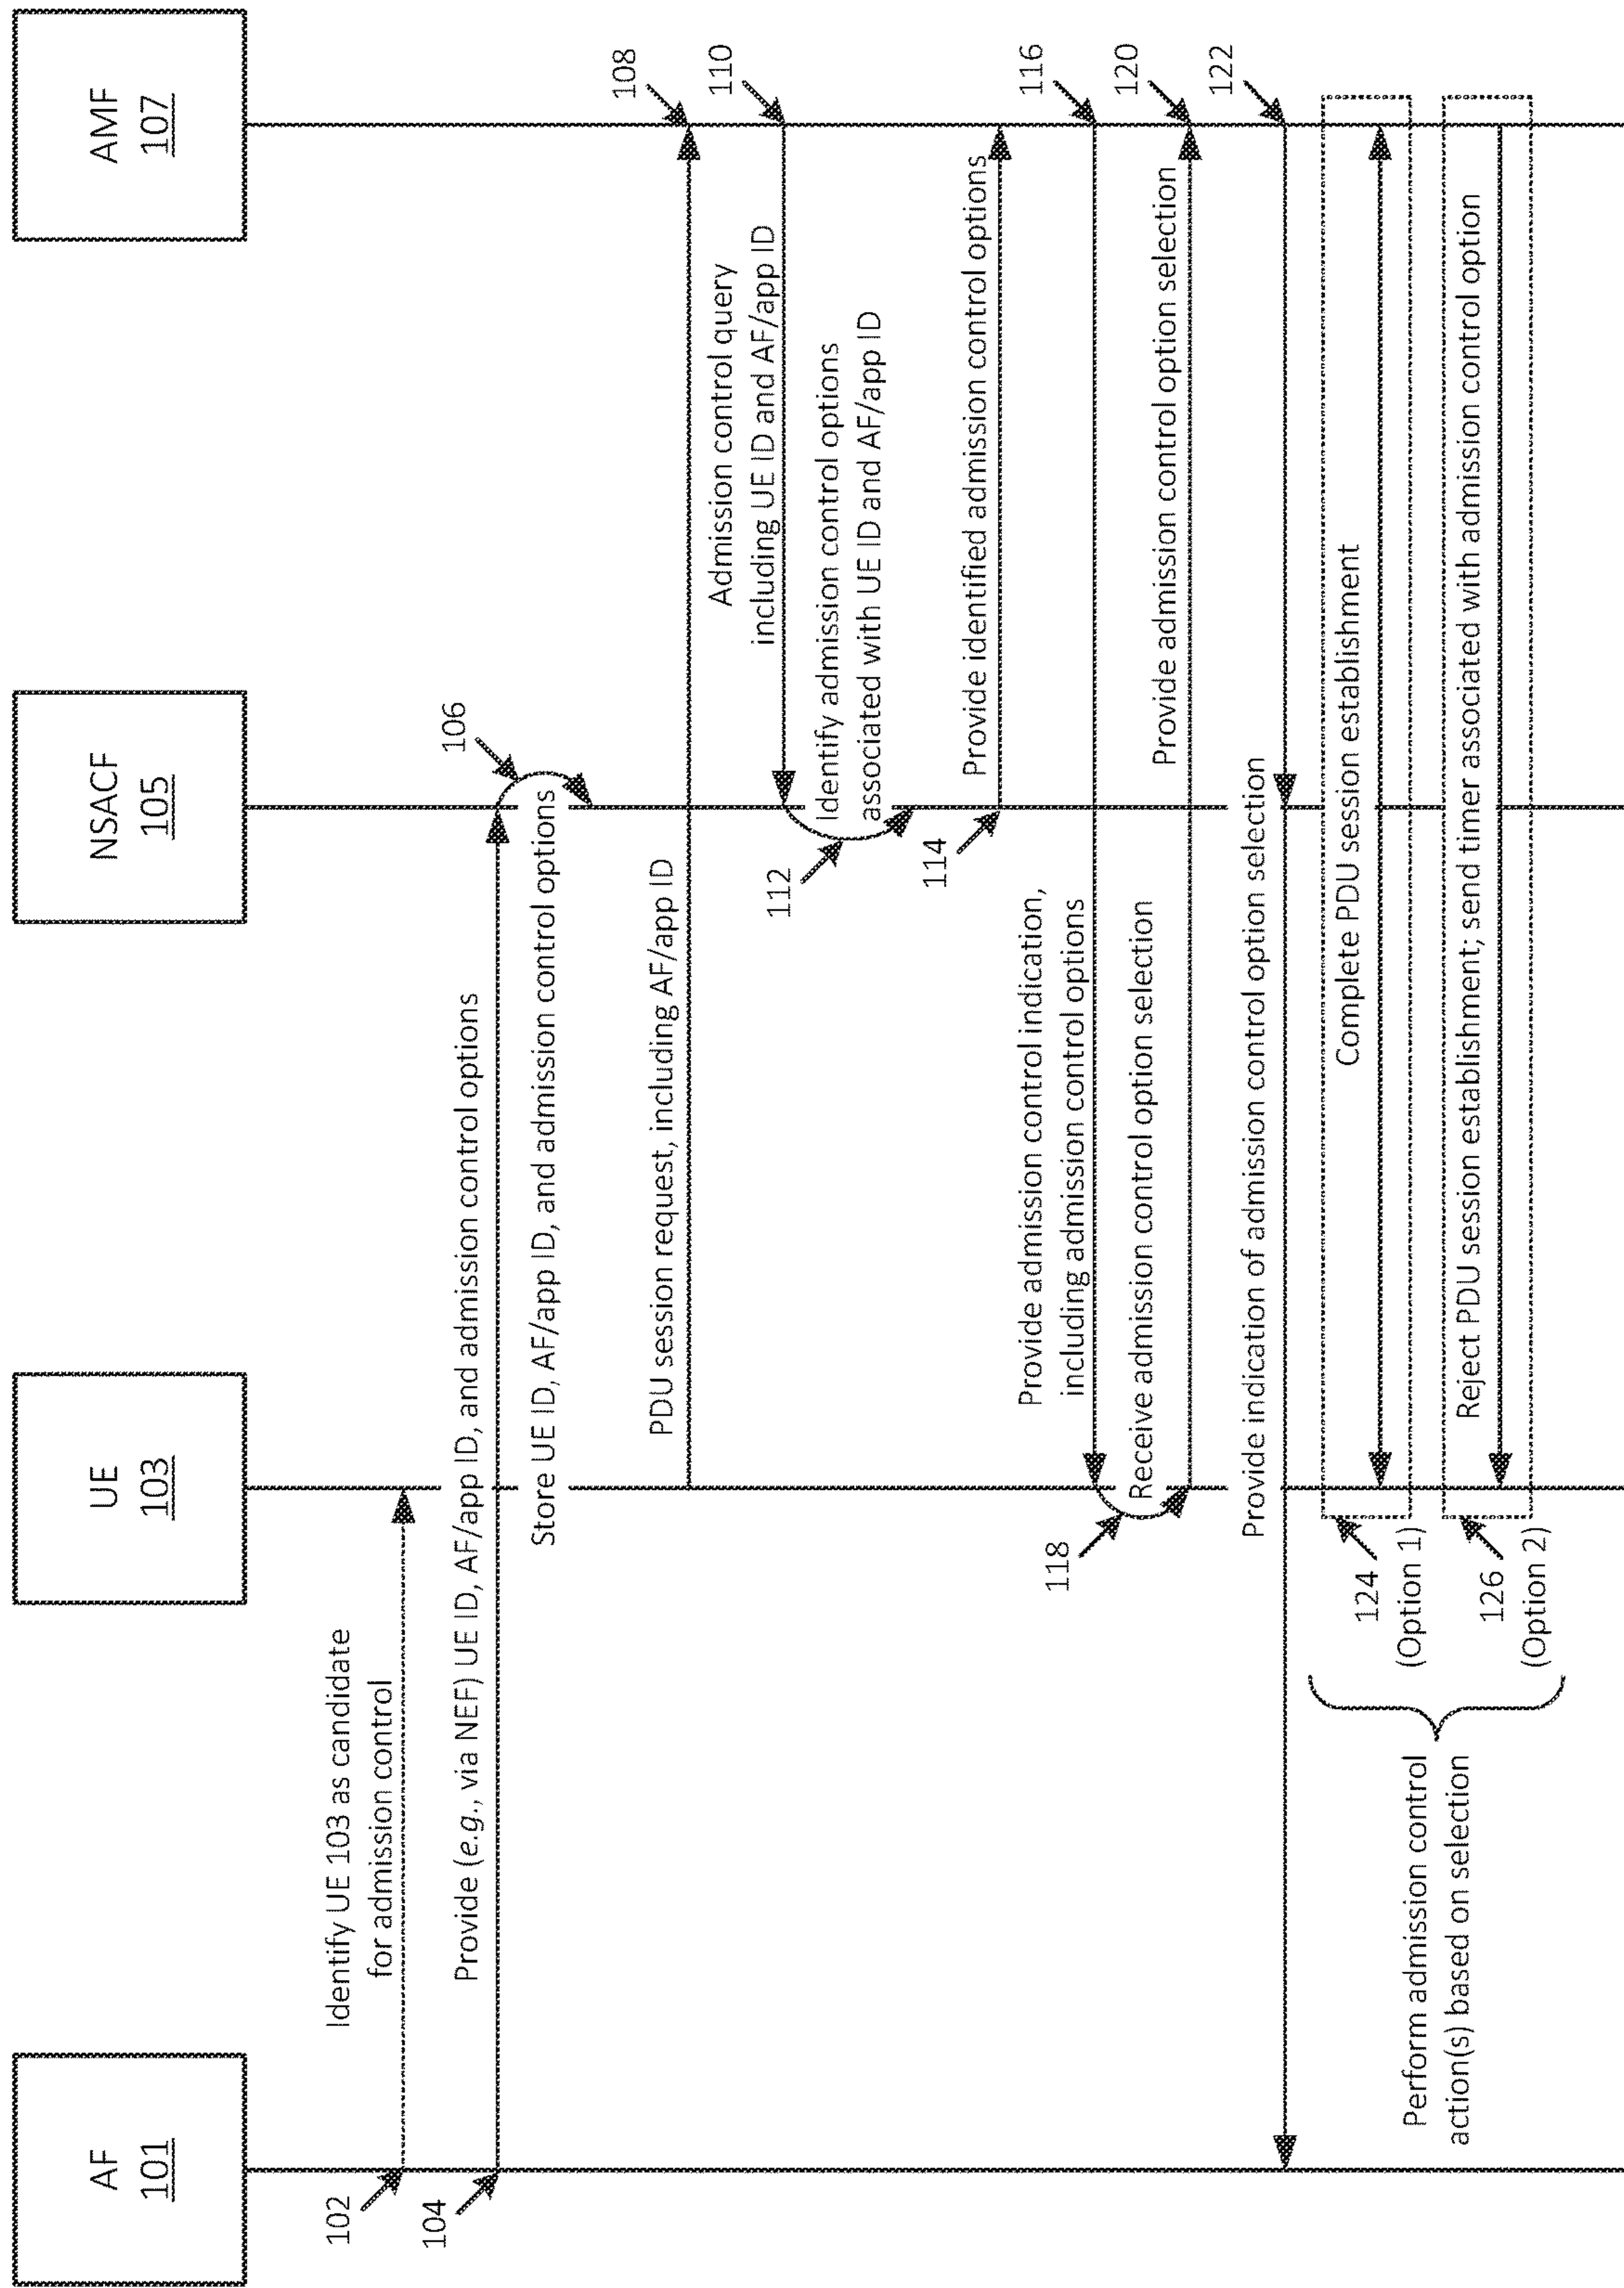 AF
101
UE
103
NSACF
105
AMF
107
102
Identify UE 103 as candidate
for admission control
104
Provide (e.g., via NEF) UE ID, AF/app ID, and admission control options
106
Store UE ID, AF/app ID, and admission control options
108
PDU session request, including AF/app ID
110
Admission control query
including UE ID and AF/app ID
112
Identify admission control options
associated with UE ID and AF/app ID
114
Provide identified admission control options
116
Provide admission control indication,
including admission control options
118
Receive admission control option selection
120
Provide admission control option selection
122
Provide indication of admission control option selection
Perform admission control
action(s) based on selection
124
(Option 1)
Complete PDU session establishment
126
(Option 2)
Reject PDU session establishment; send timer associated with admission control option